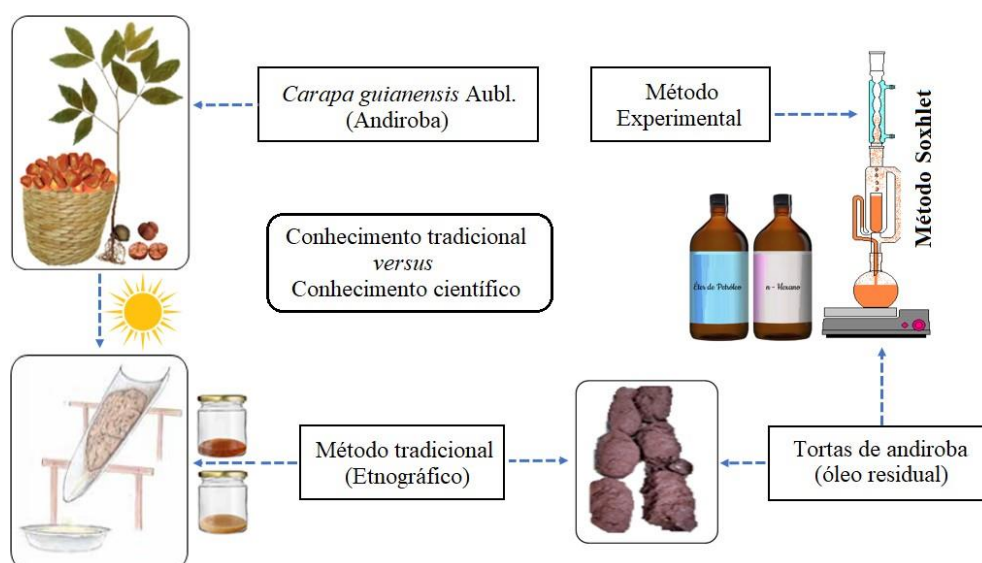 Carapa guianensis Aubl.
(Andiroba)
Método
Experimental
Método Soxhlet
Conhecimento tradicional
versus
Conhecimento científico
Éter de Petróleo
n - Hexano
Método tradicional
(Etnográfico)
Tortas de andiroba
(óleo residual)